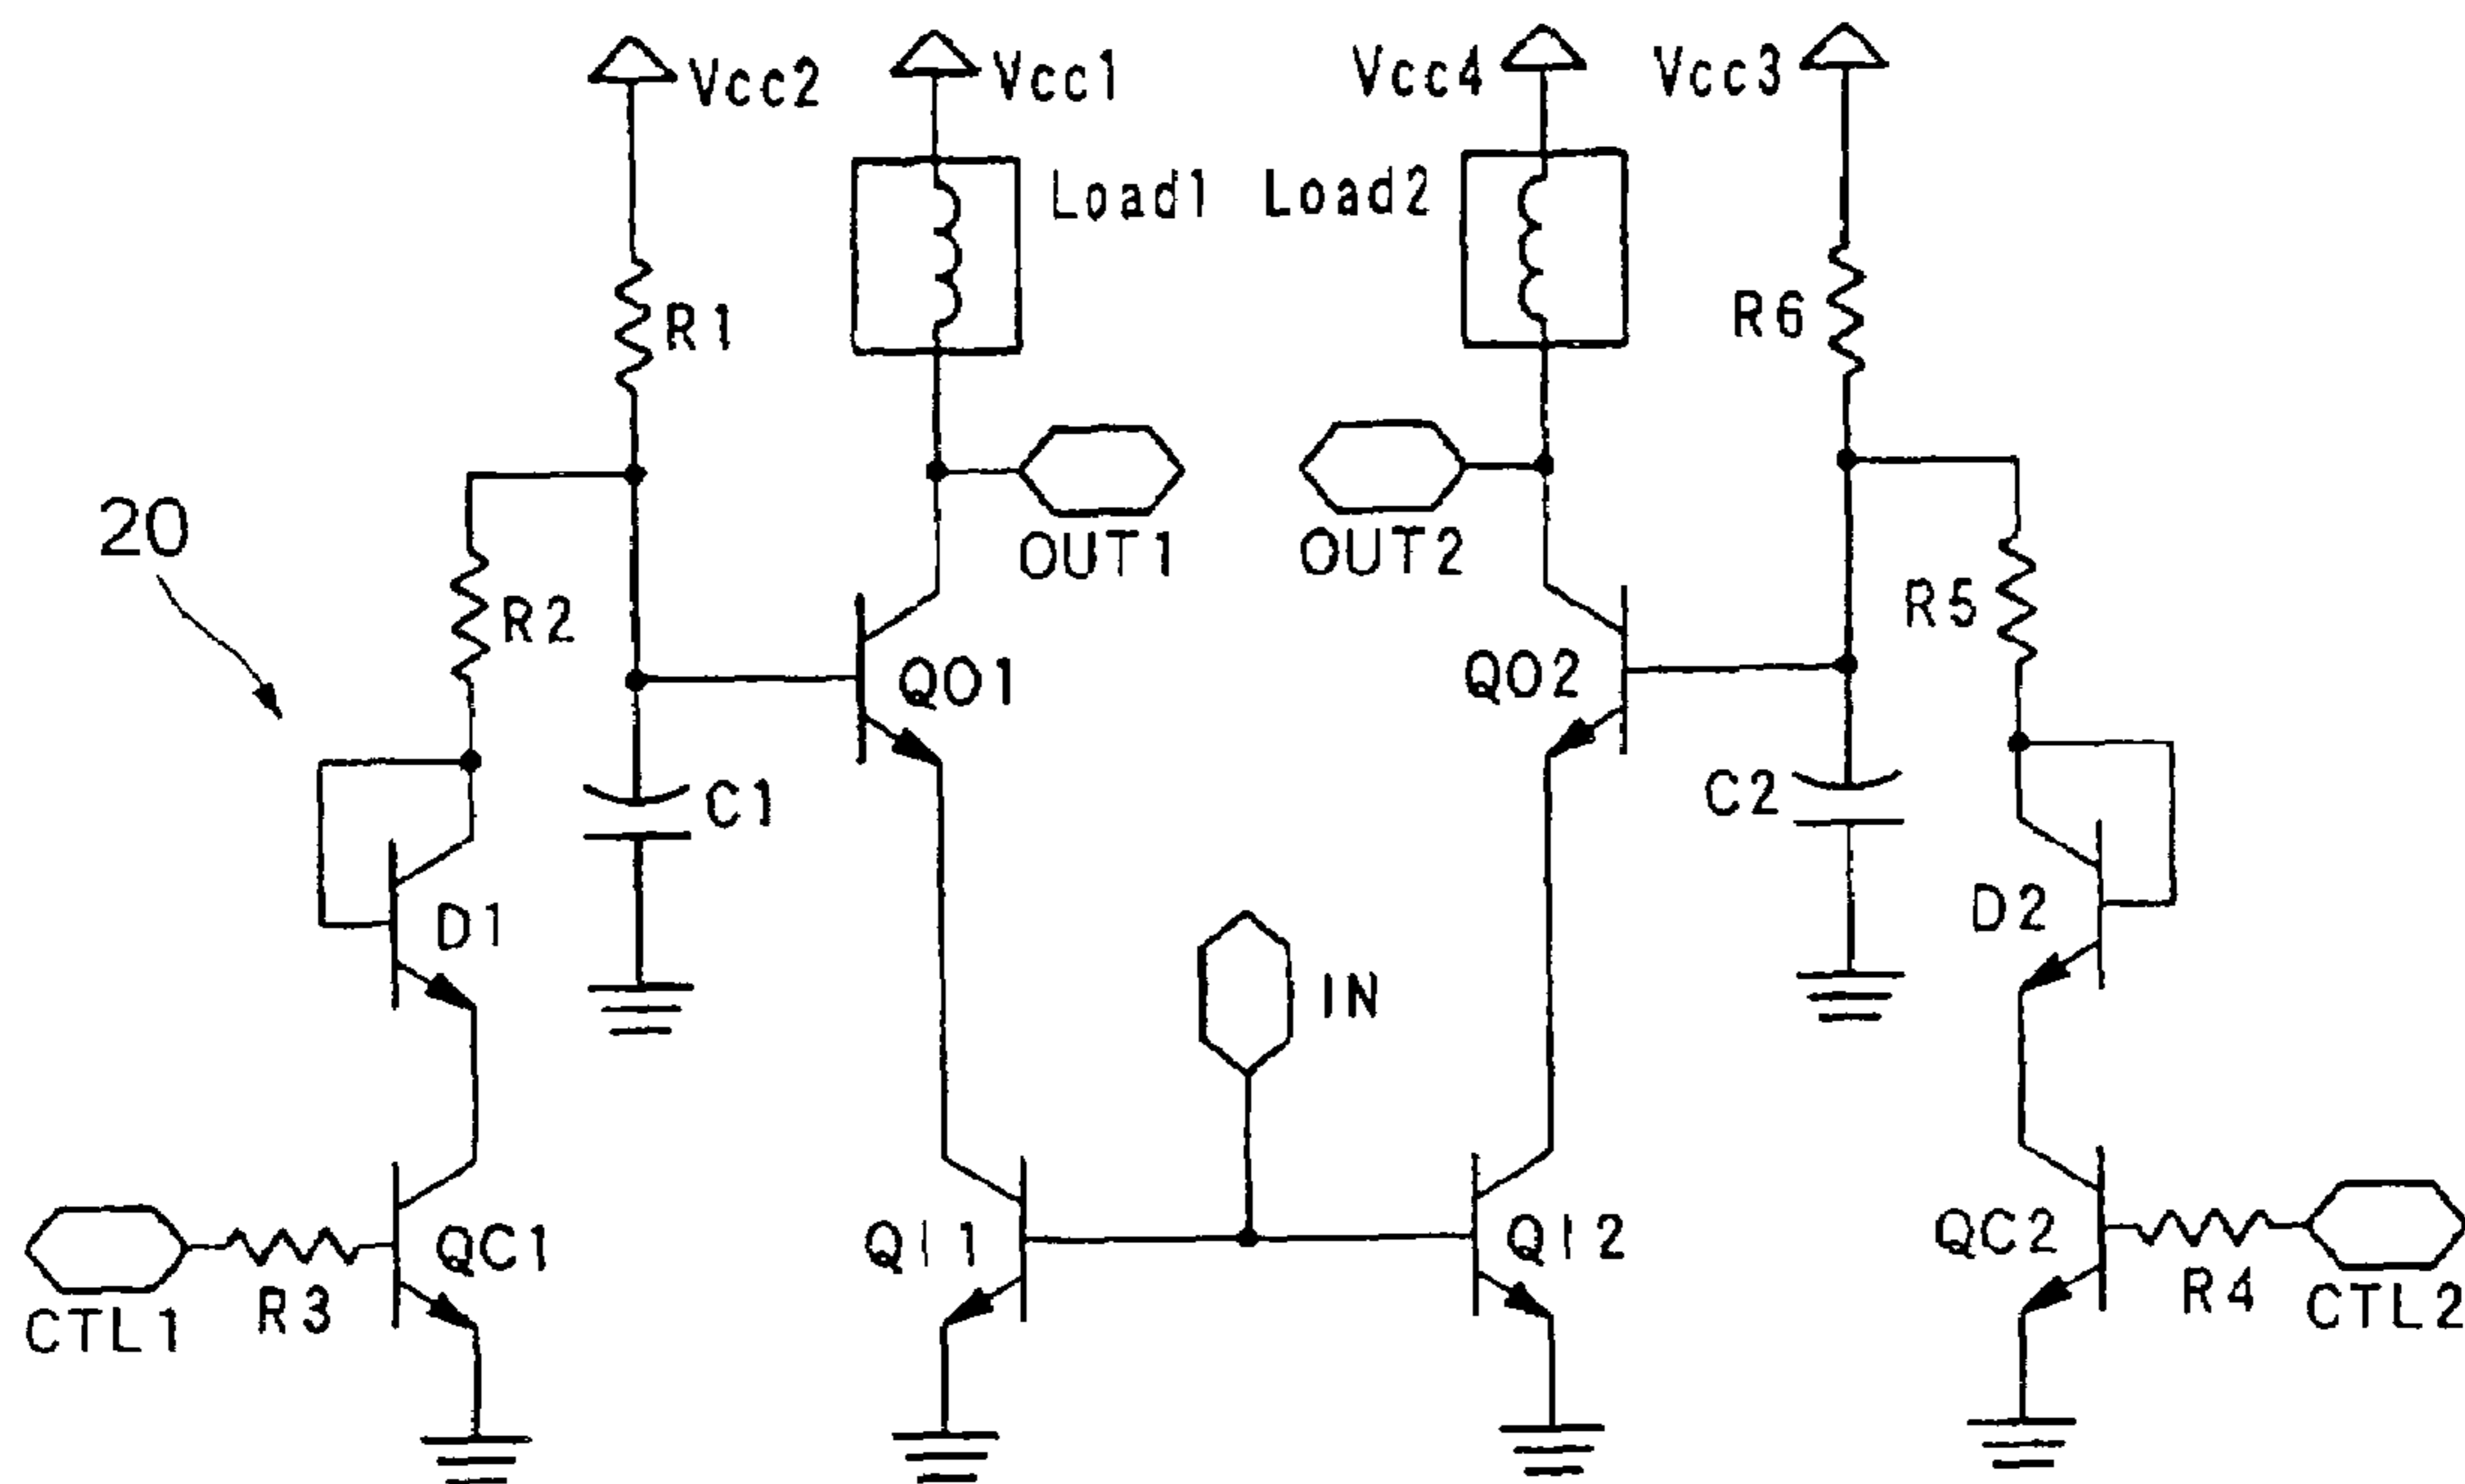 Vcc2
Vcc1
Vcc4
Vcc3
Load1
Load2
R1
R6
20
OUT1
OUT2
R2
R5
QO1
QO2
C1
C2
D1
D2
IN
QC1
QI1
QI2
QC2
R3
R4
CTL1
CTL2